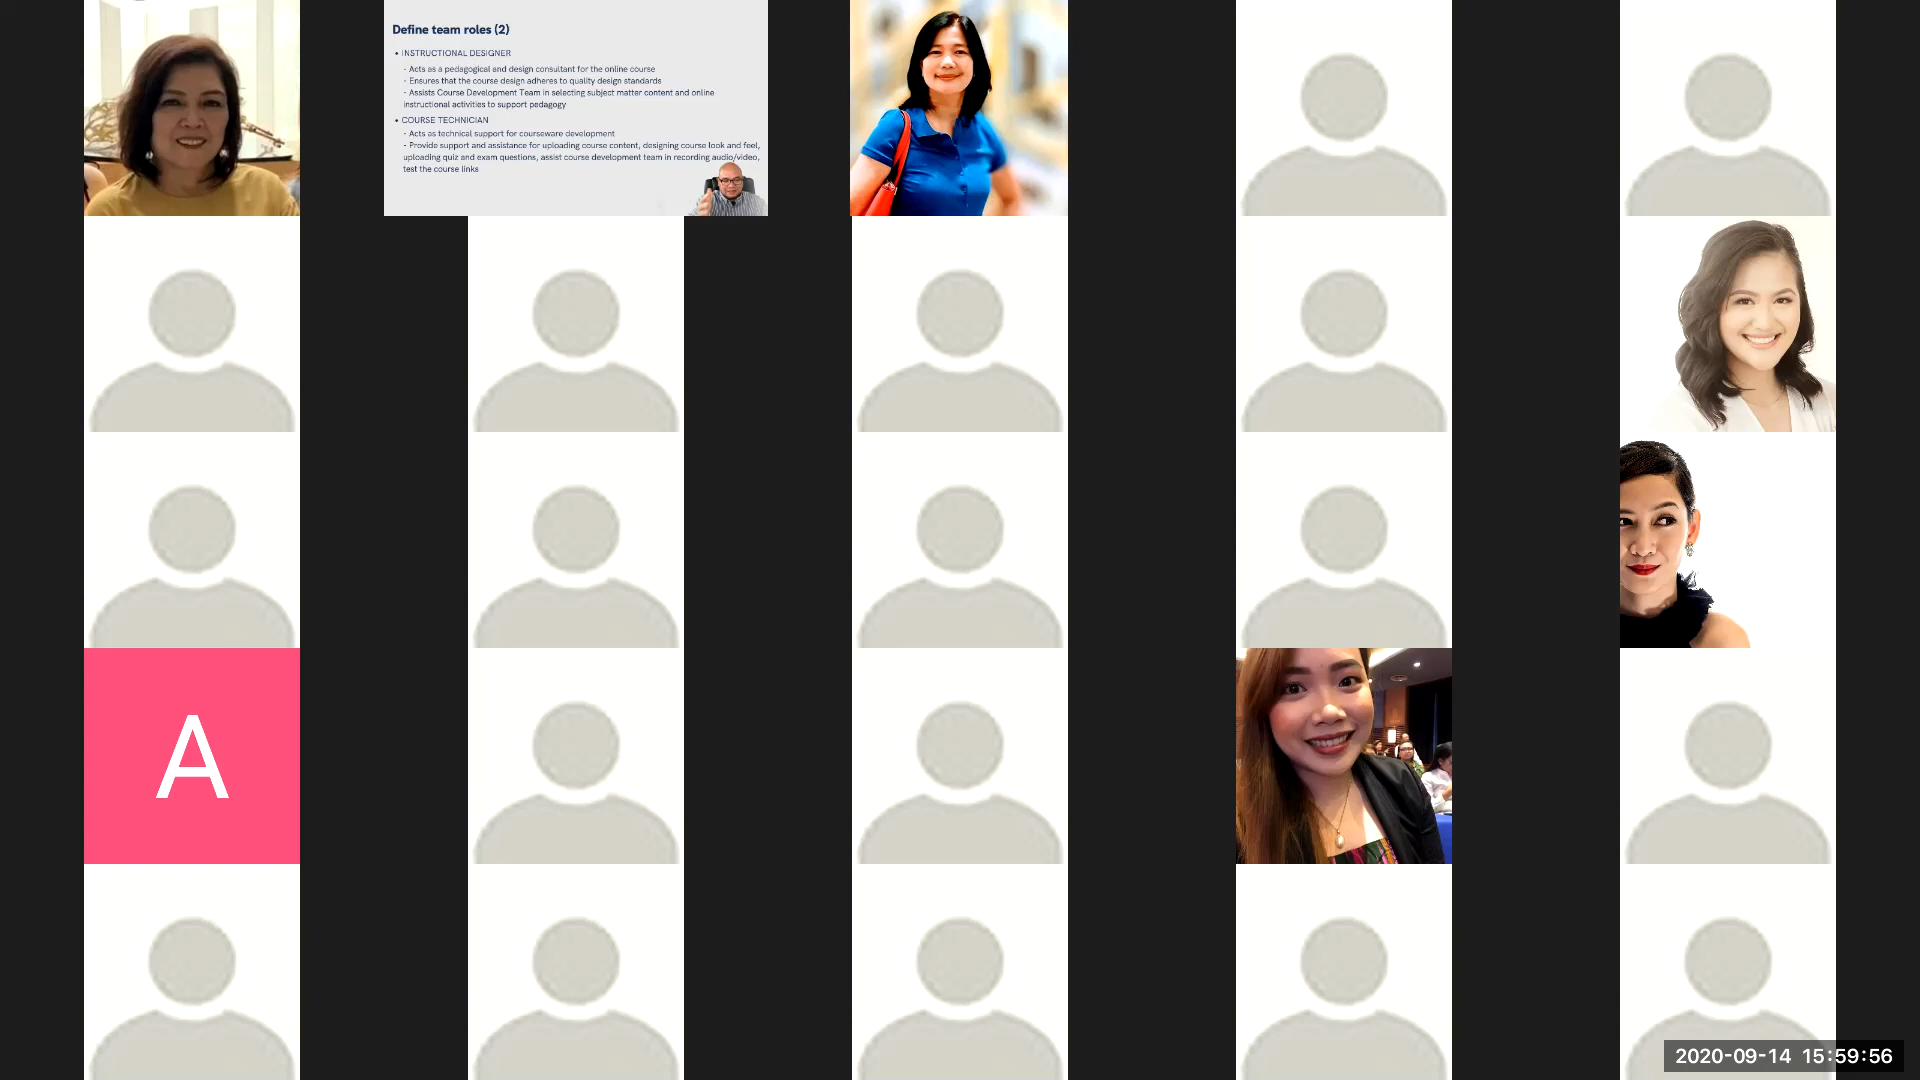 Define team roles (2)
• INSTRUCTIONAL DESIGNER
- Acts as a pedagogical and design consultant for the online course
- Ensures that the course design adheres to quality design standards
- Assists Course Development Team in selecting subject matter content and online
instructional activities to support pedagogy
• COURSE TECHNICIAN
- Acts as technical support for courseware development
- Provide support and assistance for uploading course content, designing course look and feel,
uploading quiz and exam questions, assist course development team in recording audio/video,
test the course links
A
2020-09-14 15:59:56